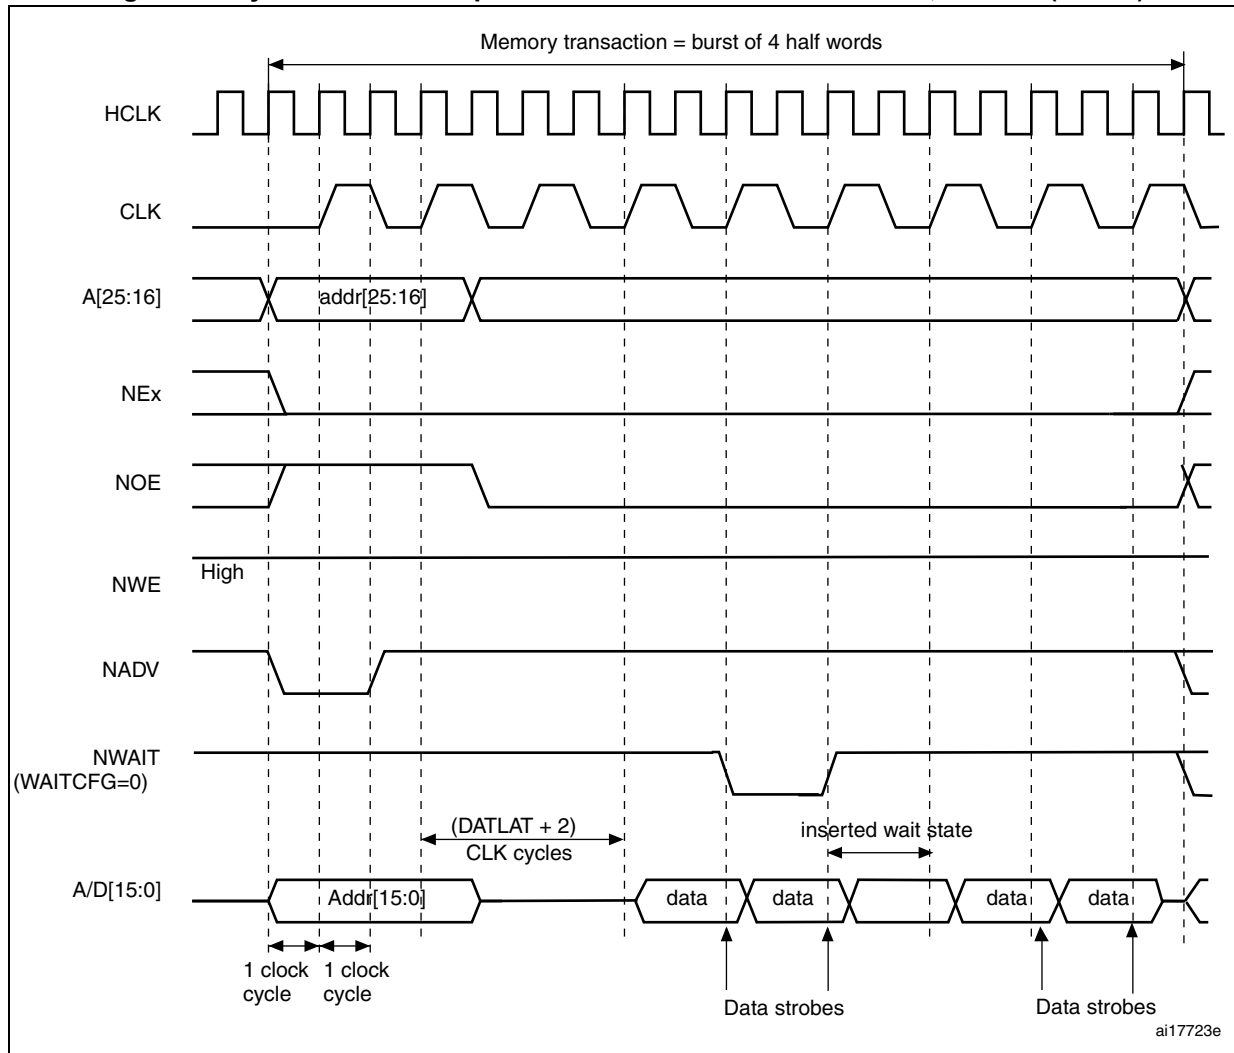 Memory transaction = burst of 4 half words
HCLK
CLK
A[25:16]
addr[25:16]
NEx
NOE
High
NWE
NADV
NWAIT
(WAITCFG=0)
(DATLAT + 2)
CLK cycles
inserted wait state
A/D[15:0]
Addr[15:0]
data
data
data
data
1 clock
cycle
1 clock
cycle
Data strobes
Data strobes
ai17723e